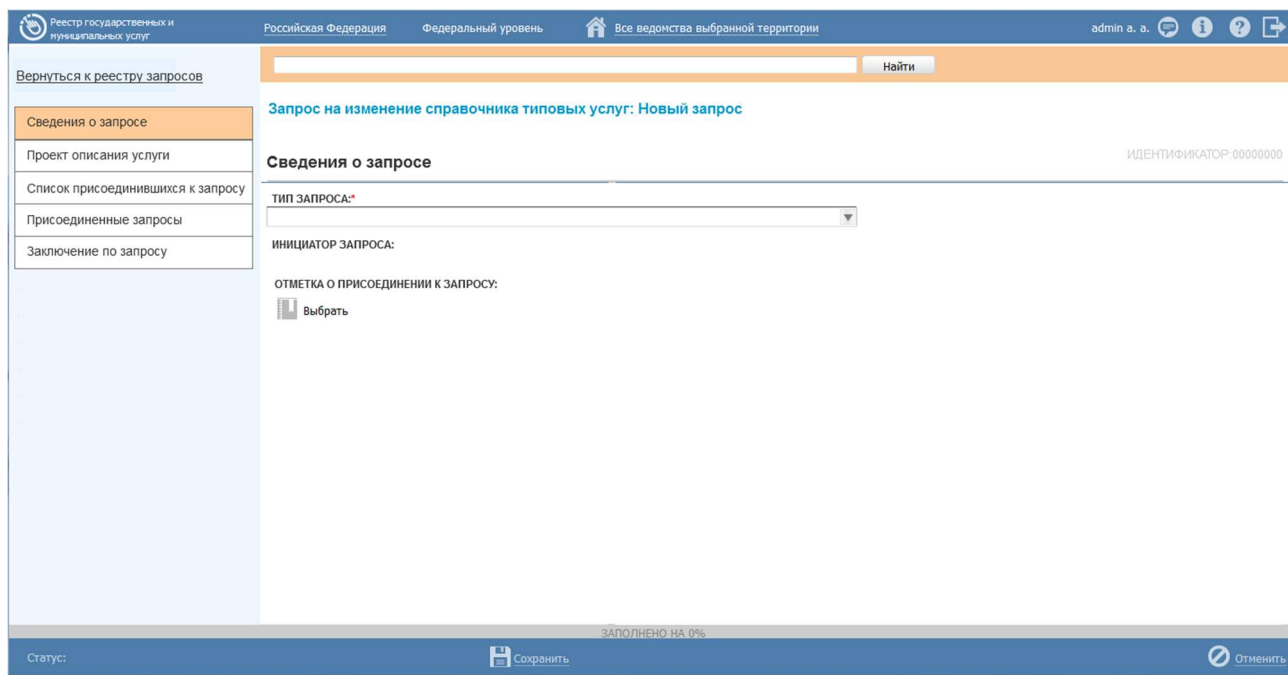 Реестр государственных и
муниципальных услуг
Российская Федерация
Федеральный уровень
Все ведомства выбранной территории
admin a. a.
Вернуться к реестру запросов
Найти
Сведения о запросе
Проект описания услуги
Список присоединившихся к запросу
Присоединенные запросы
Заключение по запросу
Запрос на изменение справочника типовых услуг: Новый запрос
Сведения о запросе
ИДЕНТИФИКАТОР:00000000
ТИП ЗАПРОСА:*
ИНИЦИАТОР ЗАПРОСА:
ОТМЕТКА О ПРИСОЕДИНЕНИИ К ЗАПРОСУ:
Выбрать
ЗАПОЛНЕНО НА 0%
Статус:
Сохранить
Отменить